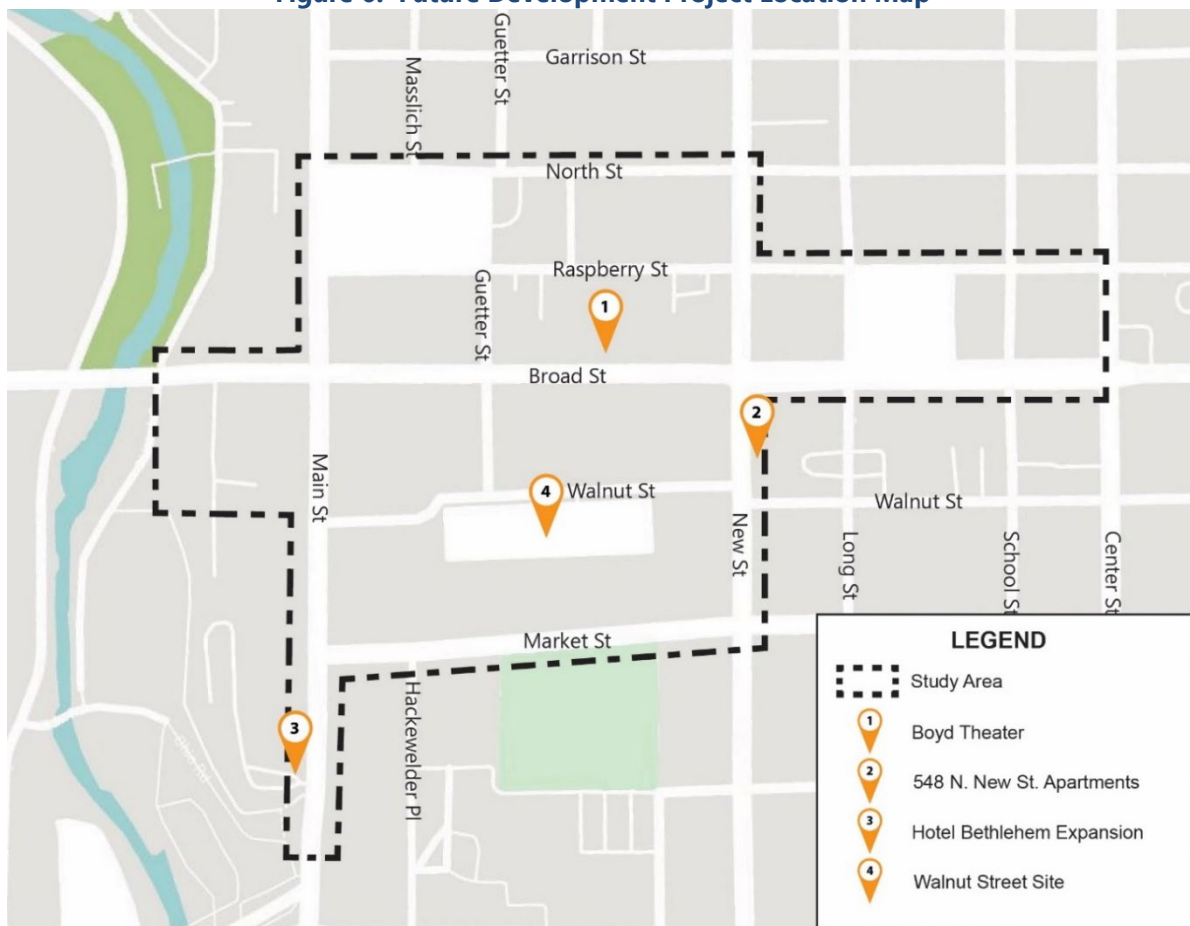 Figure 6: Future Development Project Location Map
Guetter St
Garrison St
Masslich St
North St
Raspberry St
Guetter St
1
Broad St
2
Main St
4
Walnut St
Walnut St
New St
Long St
School St
Center St
Market St
3
Hackewelder Pl
LEGEND
Study Area
1
Boyd Theater
2
548 N. New St. Apartments
3
Hotel Bethlehem Expansion
4
Walnut Street Site